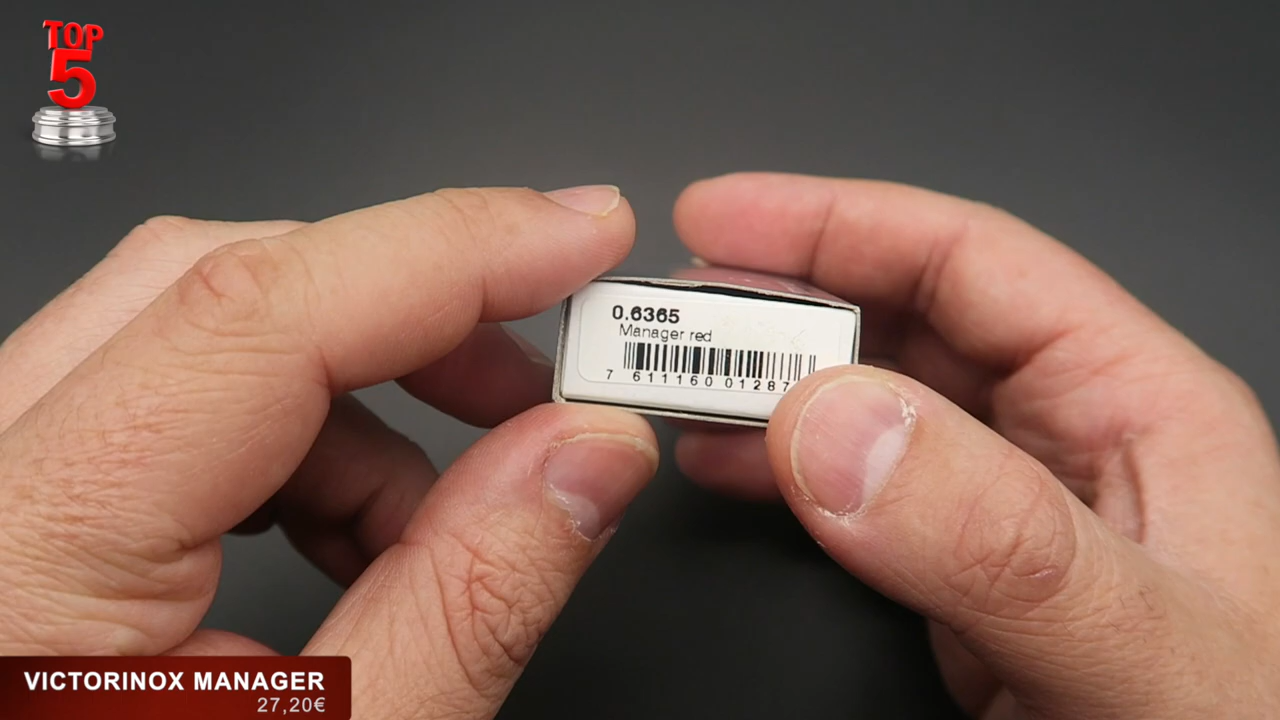 TOP
5
0.6365
Manager red
7 611160 01287
VICTORINOX MANAGER
27,20€